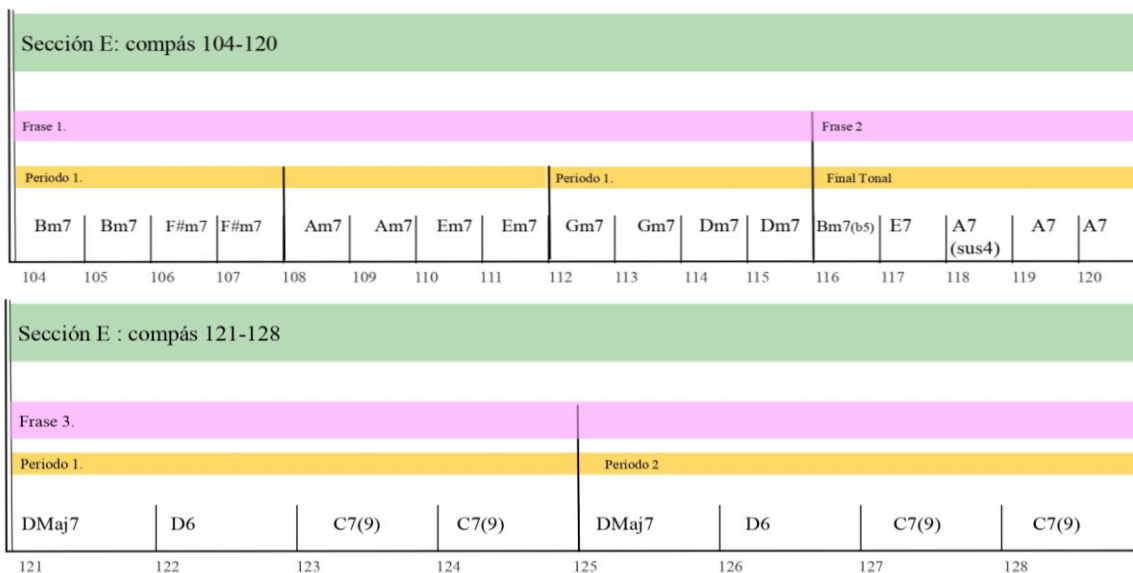 Sección E: compás 104-120
Frase 1. Frase 2
Periodo 1. Periodo 1. Final Tonal
Bm7 Bm7 F#m7 F#m7 Am7 Am7 Em7 Em7 Gm7 Gm7 Dm7 Dm7 Bm7(b5) E7 A7 A7 A7
(sus4)
104 105 106 107 108 109 110 111 112 113 114 115 116 117 118 119 120
Sección E : compás 121-128
Frase 3.
Periodo 1. Periodo 2
DMaj7 D6 C7(9) C7(9) DMaj7 D6 C7(9) C7(9)
121 122 123 124 125 126 127 128